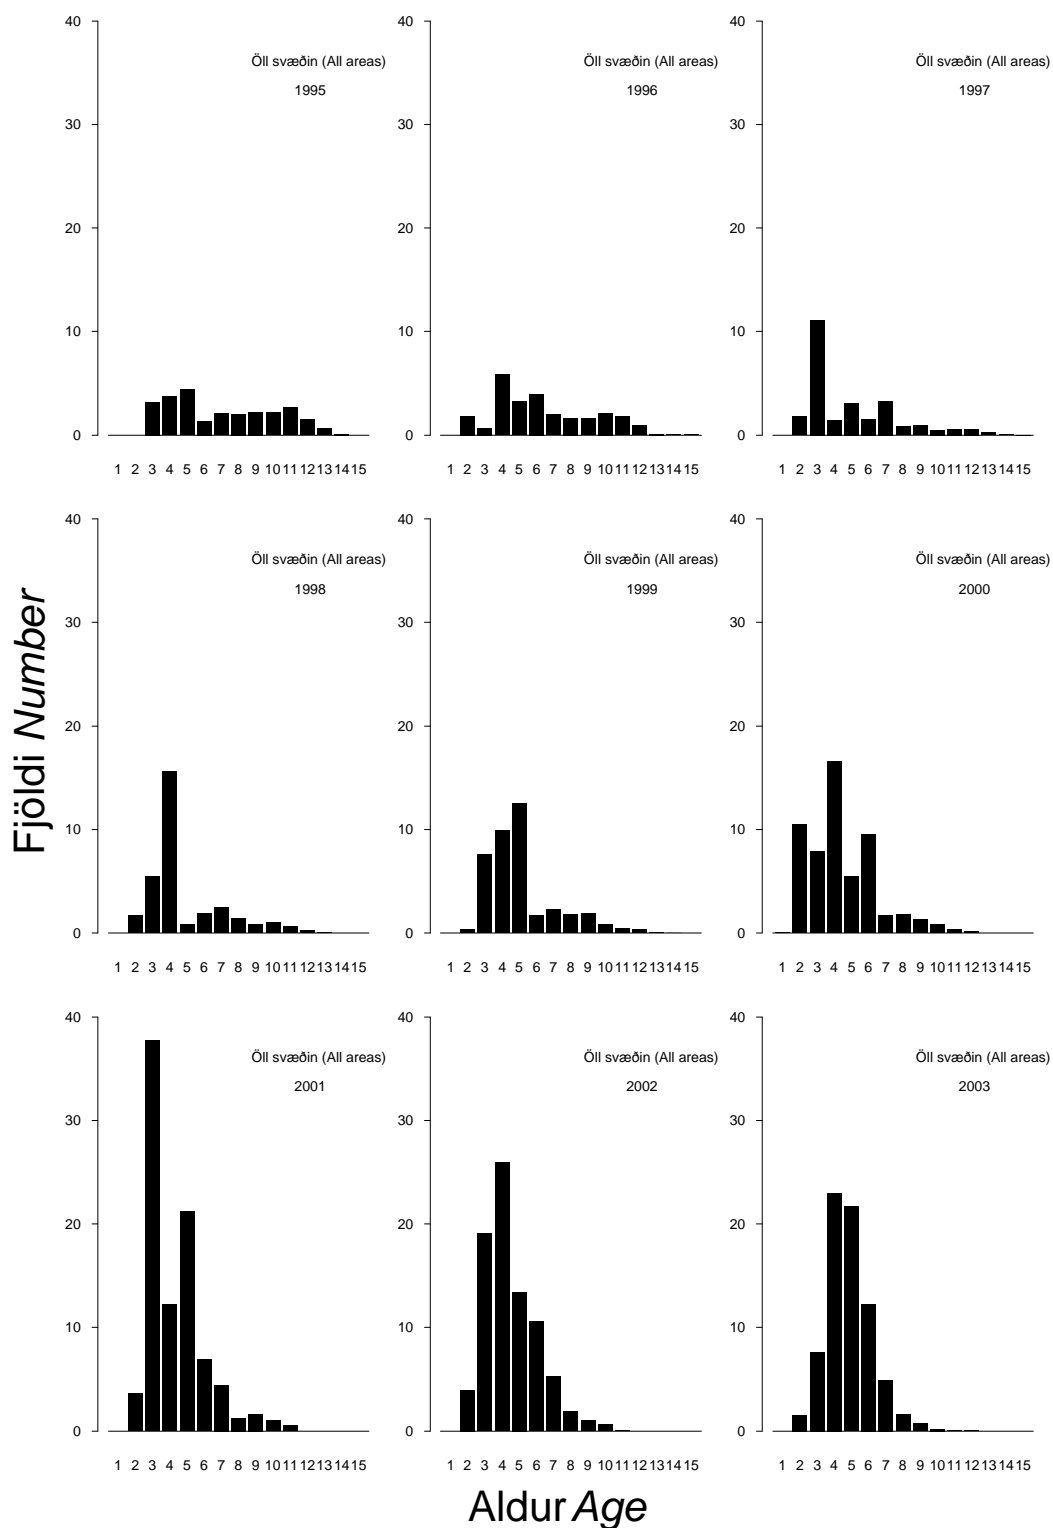 40 40 40
Öll svæðin (All areas) Öll svæðin (All areas) Öll svæðin (All areas)
1995 1996 1997
30 30 30
20 20 20
10 10 10
0 0 0
1 2 3 4 5 6 7 8 9 10 11 12 13 14 15 1 2 3 4 5 6 7 8 9 10 11 12 13 14 15 1 2 3 4 5 6 7 8 9 10 11 12 13 14 15
40 40 40
Öll svæðin (All areas) Öll svæðin (All areas) Öll svæðin (All areas)
1998 1999 2000
30 30 30
20 20 20
10 10 10
0 0 0
1 2 3 4 5 6 7 8 9 10 11 12 13 14 15 1 2 3 4 5 6 7 8 9 10 11 12 13 14 15 1 2 3 4 5 6 7 8 9 10 11 12 13 14 15
Fjöldi Number
40 40 40
Öll svæðin (All areas) Öll svæðin (All areas) Öll svæðin (All areas)
2001 2002 2003
30 30 30
20 20 20
10 10 10
0 0 0
1 2 3 4 5 6 7 8 9 10 11 12 13 14 15 1 2 3 4 5 6 7 8 9 10 11 12 13 14 15 1 2 3 4 5 6 7 8 9 10 11 12 13 14 15
Aldur Age